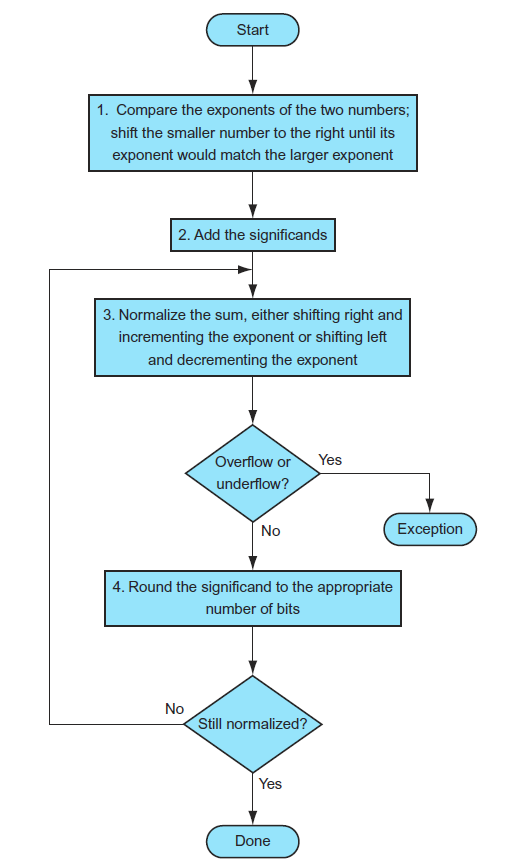 Start
1. Compare the exponents of the two numbers;
shift the smaller number to the right until its
exponent would match the larger exponent
2. Add the significands
3. Normalize the sum, either shifting right and
incrementing the exponent or shifting left
and decrementing the exponent
Overflow or
underflow?
Yes
No
Exception
4. Round the significand to the appropriate
number of bits
No
Still normalized?
Yes
Done